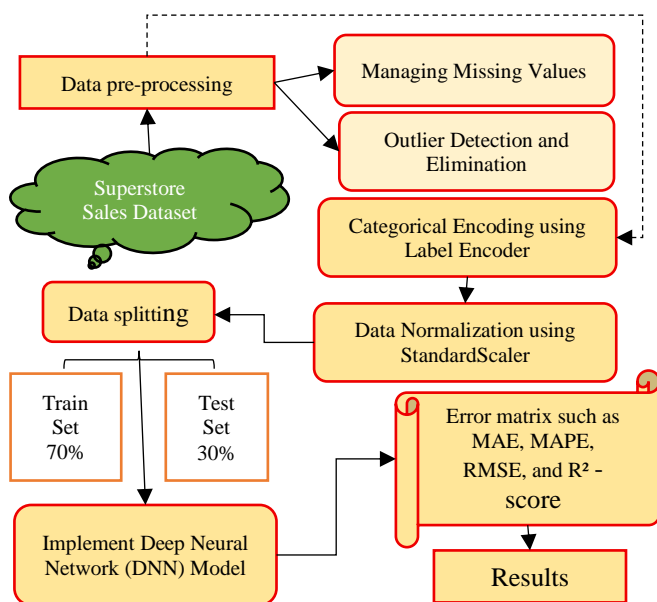 Data pre-processing
Managing Missing Values
Outlier Detection and
Elimination
Superstore
Sales Dataset
Categorical Encoding using
Label Encoder
Data splitting
Data Normalization using
StandardScaler
Train
Set
70%
Test
Set
30%
Error matrix such as
MAE, MAPE,
RMSE, and R² -
score
Implement Deep Neural
Network (DNN) Model
Results